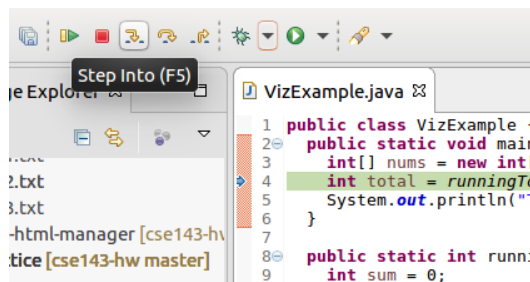 Step Into (F5)
ge Explorer
VizExample.java
1 public class VizExample {
2 public static void mai
3 int[] nums = new int
4 int total = runningTo
5 System.out.println("T
6 }
7
8 public static int runni
9 int sum = 0;
2.txt
3.txt
-html-manager [cse143-hw
tice [cse143-hw master]